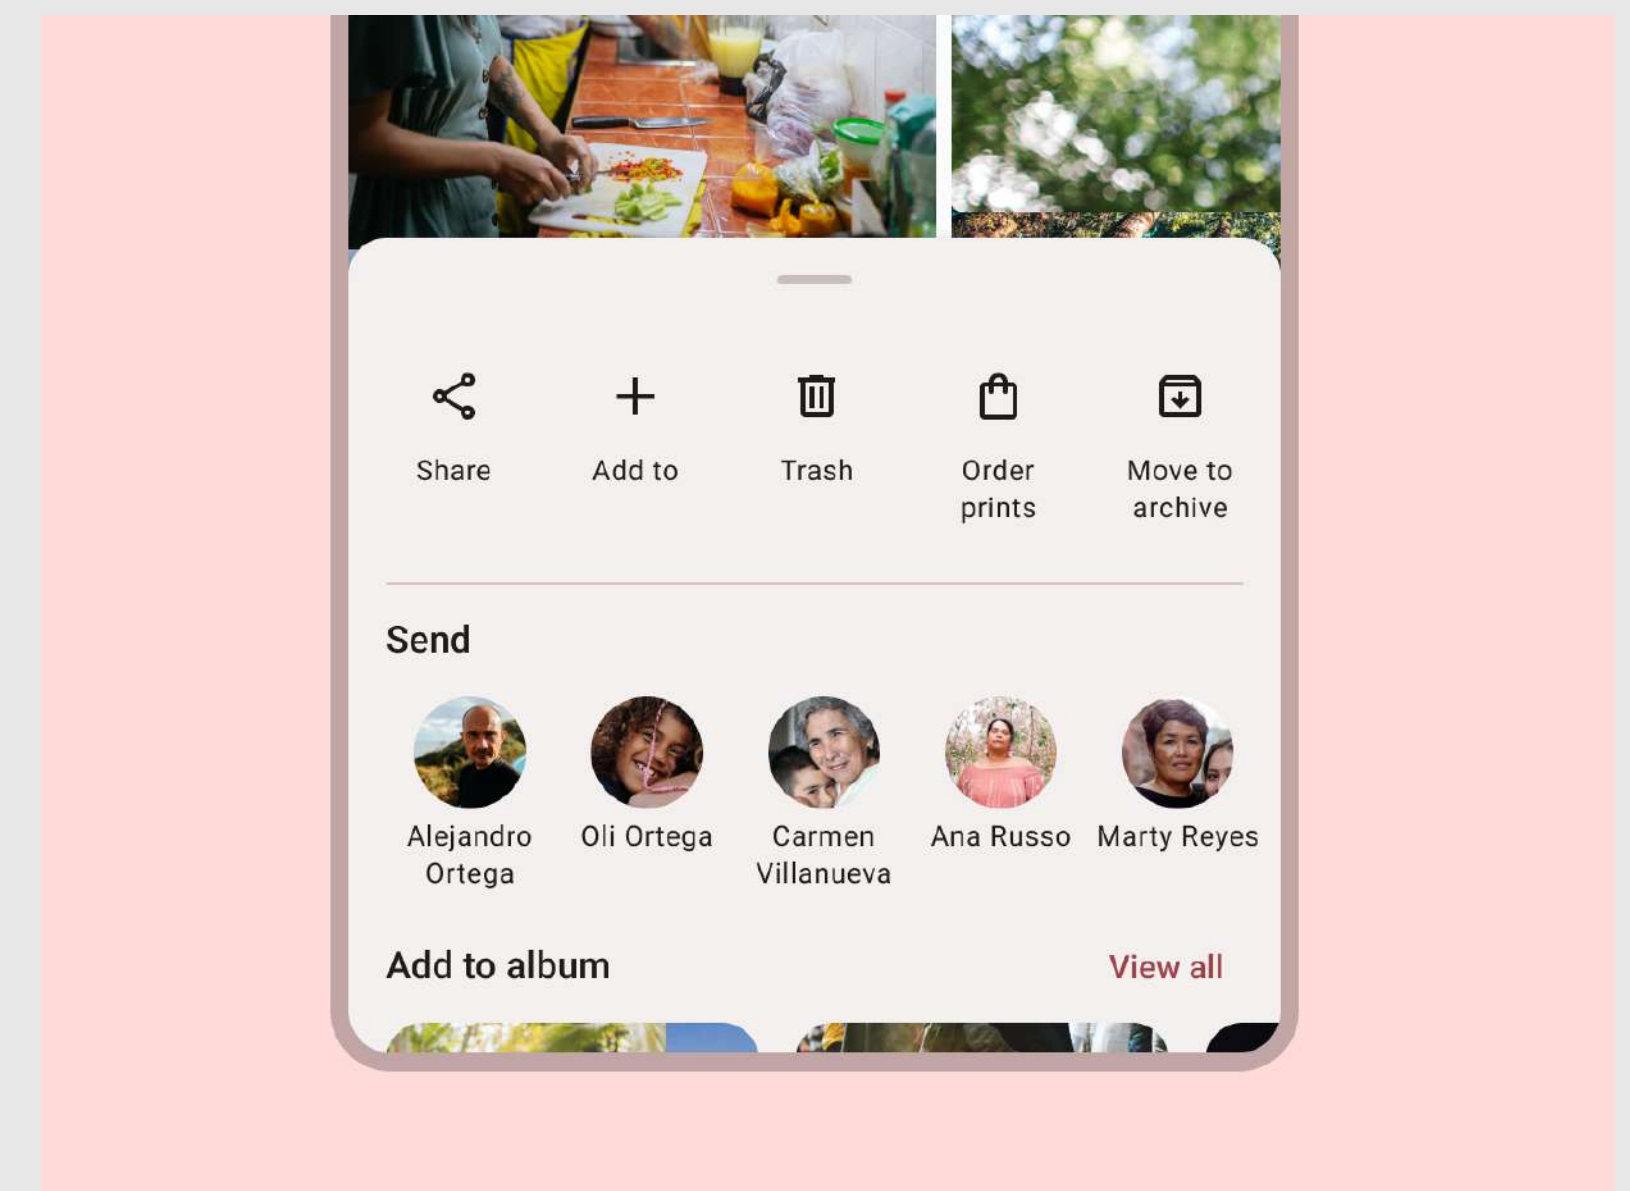 Share
Add to
Trash
Order
prints
Move to
archive
Send
Alejandro
Ortega
Oli Ortega
Carmen
Villanueva
Ana Russo
Marty Reyes
Add to album
View all